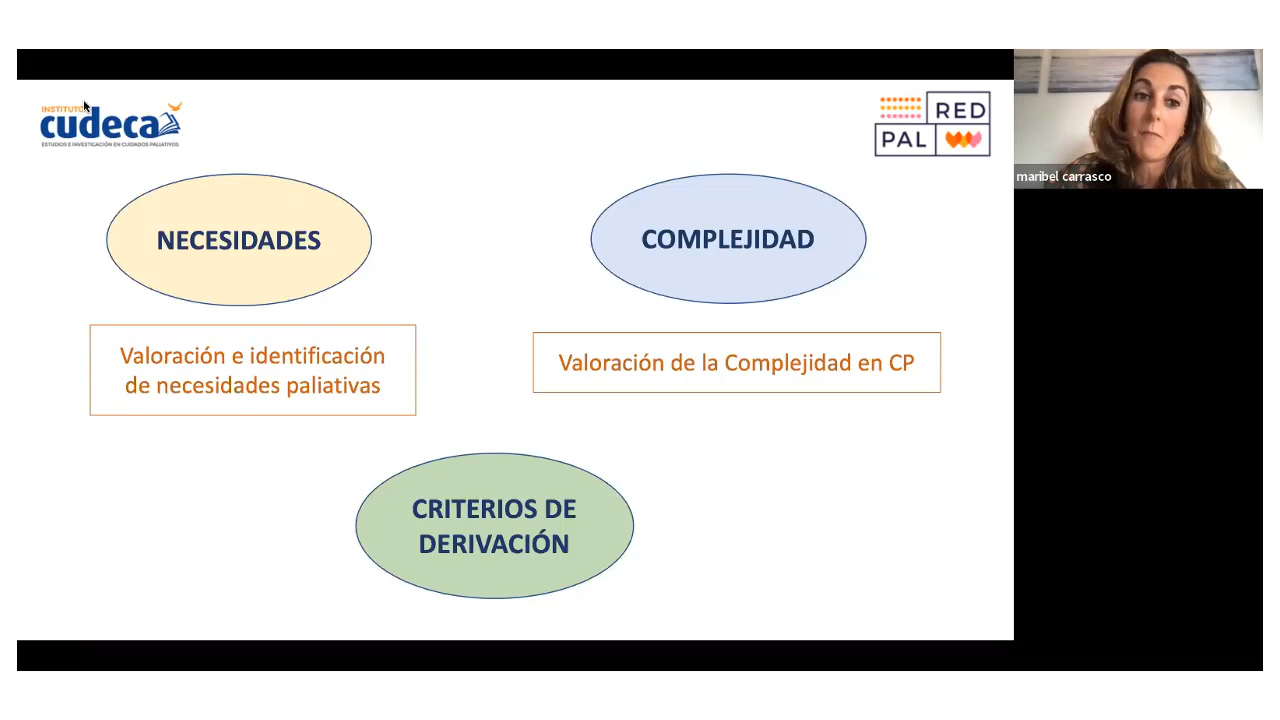 INSTITUTO
cudeca
ESTUDIOS E INVESTIGACIÓN EN CUIDADOS PALIATIVOS
RED
PAL
maribel carrasco
NECESIDADES
COMPLEJIDAD
Valoración e identificación
de necesidades paliativas
Valoración de la Complejidad en CP
CRITERIOS DE
DERIVACIÓN